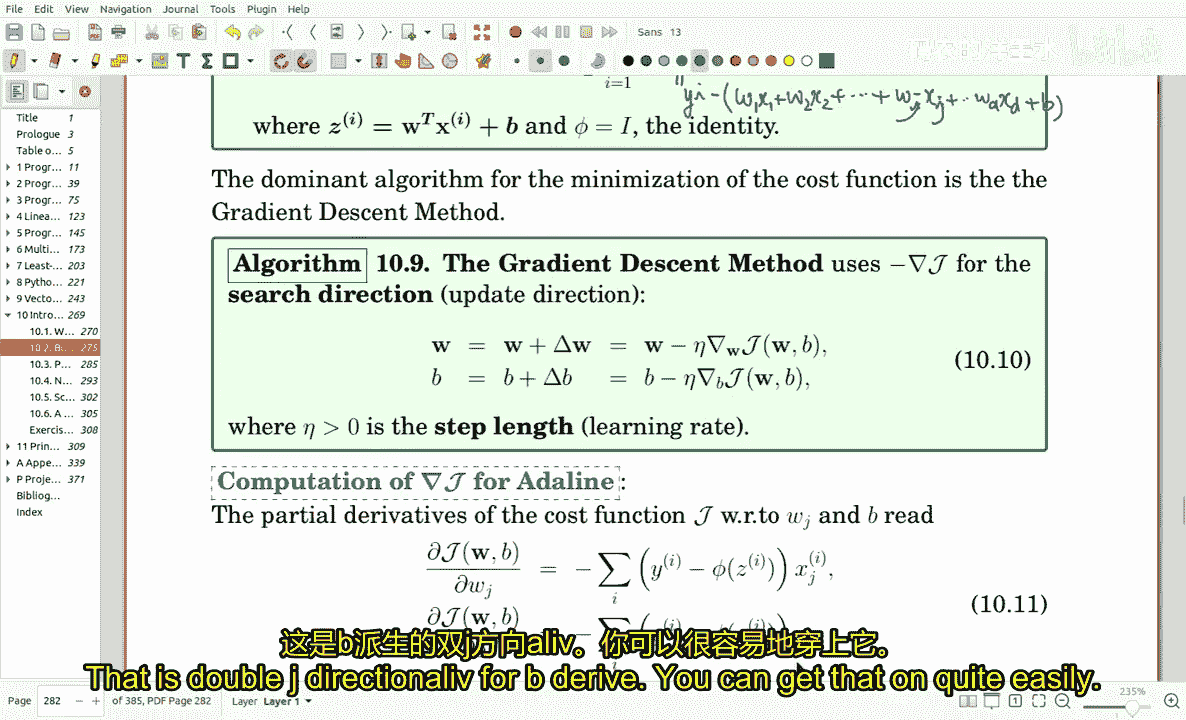 File Edit View Navigation Journal Tools Plugin Help
Sans 13
Title 1
Prologue 3
Table o... 5
1 Progr... 11
2 Progr... 39
3 Progr... 75
4 Linea... 123
5 Progr... 145
6 Multi... 173
7 Least-... 203
8 Pytho... 221
9 Vecto... 243
10 Intro... 269
10.1. W... 270
10.2. B... 275
10.3. P... 285
10.4. N... 293
10.5. Sc... 302
10.6. A ... 305
Exercis... 308
11 Prin... 309
A Appe... 339
P Proje... 371
Bibliog...
Index
i=1
yi - (w₁x₁ + w₂x₂ + ··· + wⱼxⱼ + ·· w_d x_d + b)
where z⁽ⁱ⁾ = wᵀx⁽ⁱ⁾ + b and ϕ = I, the identity.
The dominant algorithm for the minimization of the cost function is the the
Gradient Descent Method.
Algorithm 10.9. The Gradient Descent Method uses −∇𝒥 for the
search direction (update direction):
w = w + Δw = w − η∇_w𝒥(w, b),
b = b + Δb = b − η∇_b𝒥(w, b),
(10.10)
where η > 0 is the step length (learning rate).
Computation of ∇𝒥 for Adaline:
The partial derivatives of the cost function 𝒥 w.r.to wⱼ and b read
∂𝒥(w, b)/∂wⱼ = −∑ᵢ (y⁽ⁱ⁾ − ϕ(z⁽ⁱ⁾)) xⱼ⁽ⁱ⁾,
(10.11)
∂𝒥(w, b)
这是b派生的双j方向aliv。你可以很容易地穿上它。
That is double j directionaliv for b derive. You can get that on quite easily.
Page 282 of 385, PDF Page 282 Layer Layer 1
235%